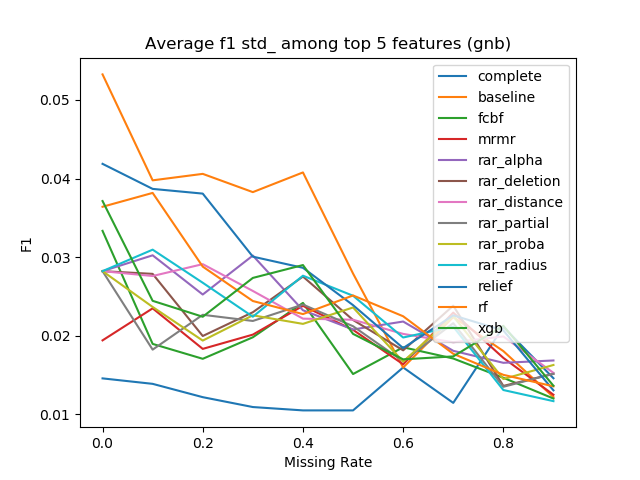 Average f1 std_ among top 5 features (gnb)
F1
0.05
0.04
0.03
0.02
0.01
complete
baseline
fcbf
mrmr
rar_alpha
rar_deletion
rar_distance
rar_partial
rar_proba
rar_radius
relief
rf
xgb
0.0 0.2 0.4 0.6 0.8
Missing Rate